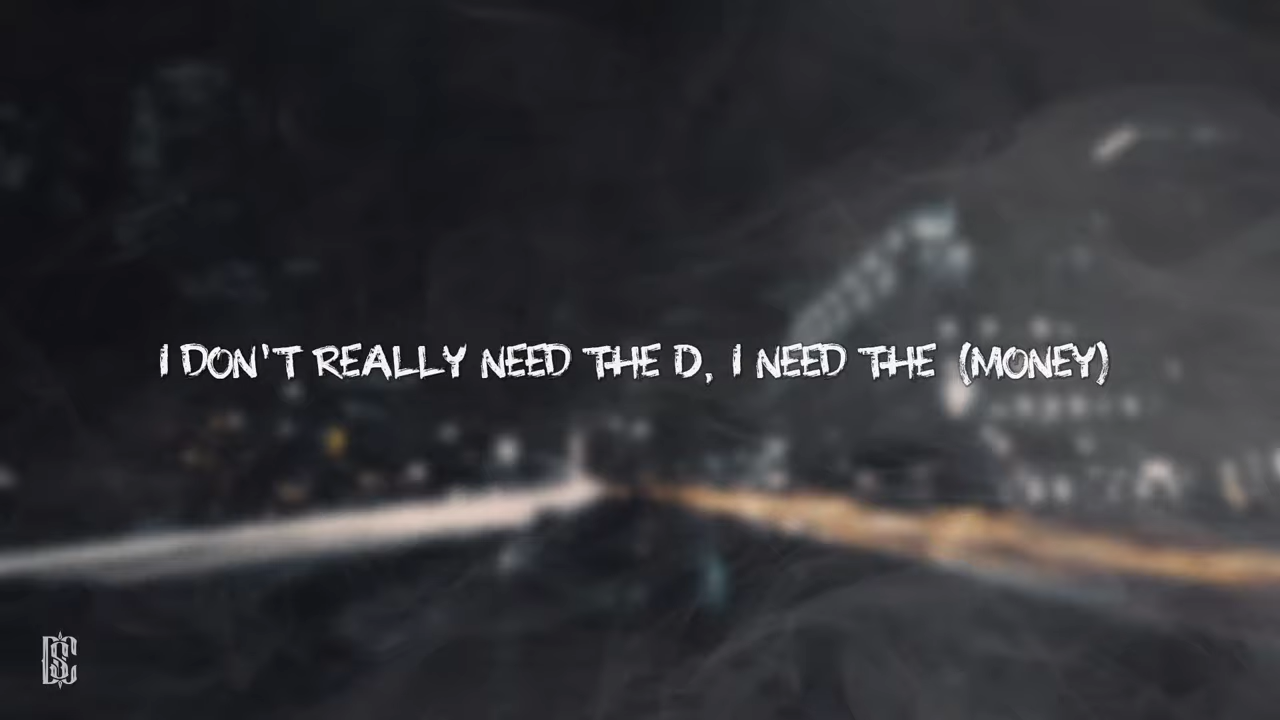 I DON'T REALLY NEED THE D, I NEED THE (MONEY)